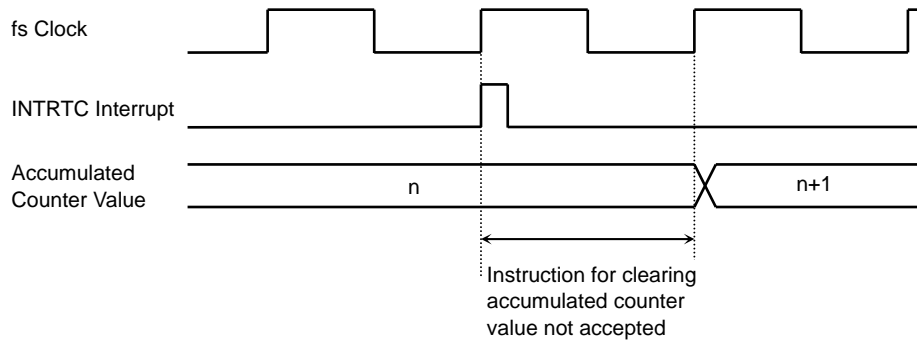 fs Clock
INTRTC Interrupt
Accumulated
Counter Value
n
n+1
Instruction for clearing
accumulated counter
value not accepted